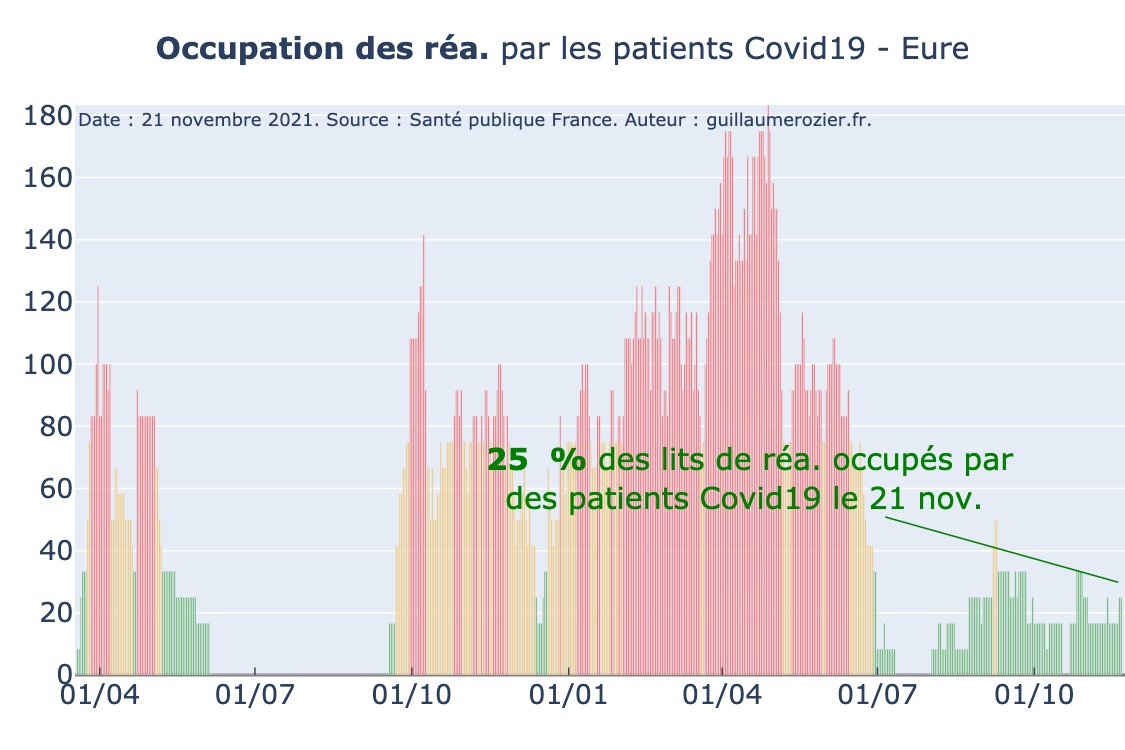 Occupation des réa. par les patients Covid19 - Eure
180
Date : 21 novembre 2021. Source : Santé publique France. Auteur : guillaumerozier.fr.
160
140
120
100
80
25 % des lits de réa. occupés par
60
des patients Covid19 le 21 nov.
40
20
0
01/04 01/07 01/10 01/01 01/04 01/07 01/10